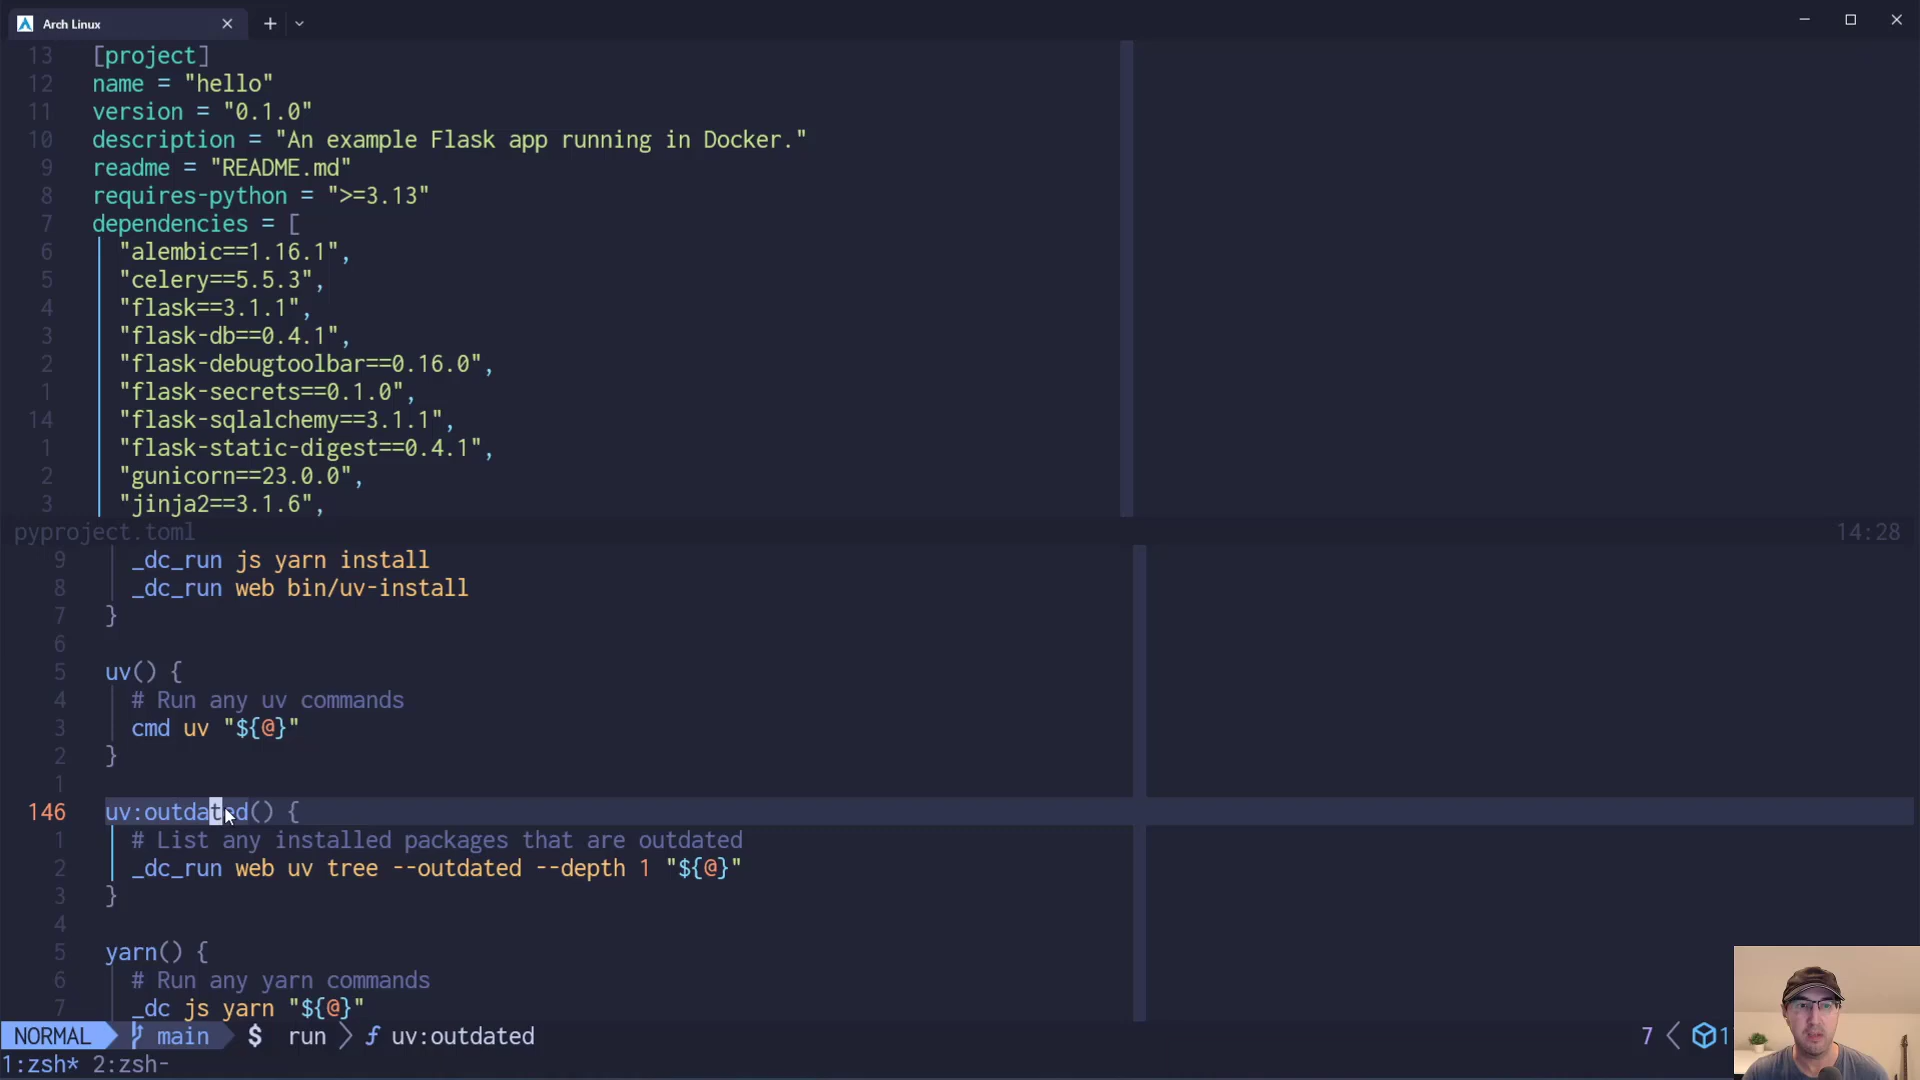 Arch Linux
13 [project]
12 name = "hello"
11 version = "0.1.0"
10 description = "An example Flask app running in Docker."
9 readme = "README.md"
8 requires-python = ">=3.13"
7 dependencies = [
6 "alembic==1.16.1",
5 "celery==5.5.3",
4 "flask==3.1.1",
3 "flask-db==0.4.1",
2 "flask-debugtoolbar==0.16.0",
1 "flask-secrets==0.1.0",
14 "flask-sqlalchemy==3.1.1",
1 "flask-static-digest==0.4.1",
2 "gunicorn==23.0.0",
3 "jinja2==3.1.6",
pyproject.toml 14:28
9 _dc_run js yarn install
8 _dc_run web bin/uv-install
7 }
6
5 uv() {
4 # Run any uv commands
3 cmd uv "${@}"
2 }
1
146 uv:outdated() {
1 # List any installed packages that are outdated
2 _dc_run web uv tree --outdated --depth 1 "${@}"
3 }
4
5 yarn() {
6 # Run any yarn commands
7 _dc js yarn "${@}"
NORMAL main $ run f uv:outdated 7
1:zsh* 2:zsh-